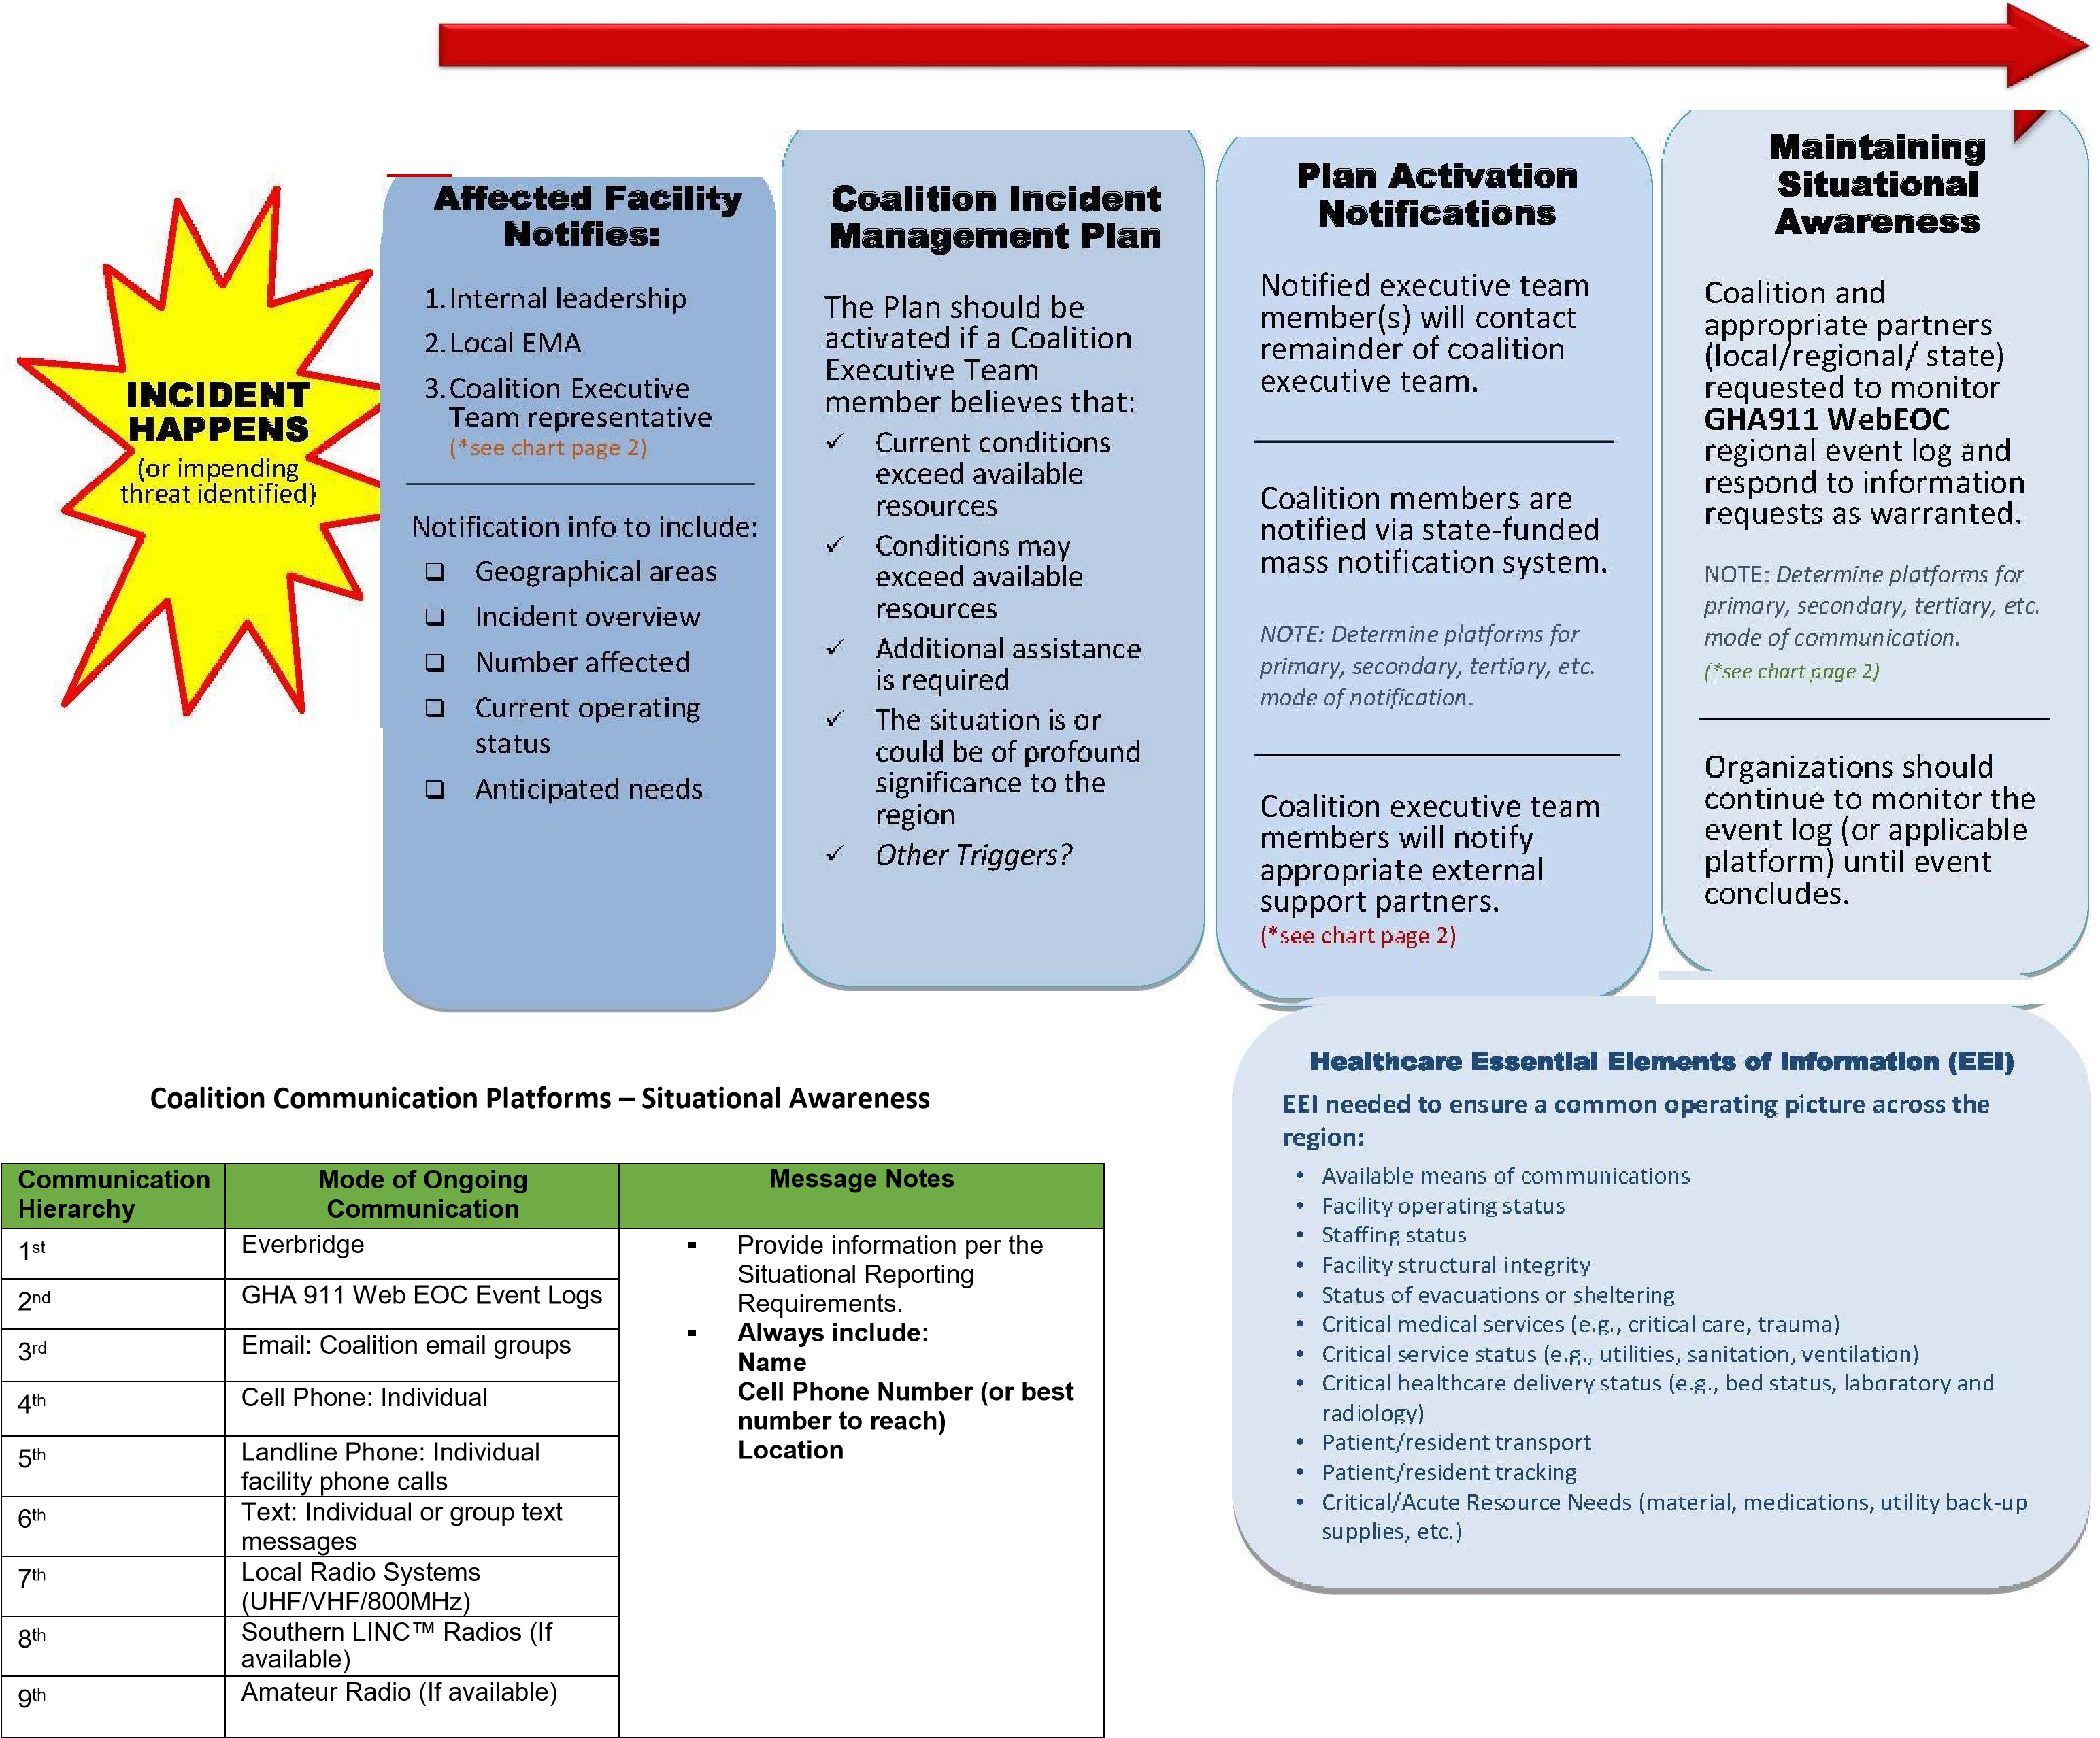 INCIDENT
HAPPENS
(or impending
threat identified)
Affected Facility
Notifies:
1. Internal leadership
2. Local EMA
3. Coalition Executive
Team representative
(*see chart page 2)
Notification info to include:
❑ Geographical areas
❑ Incident overview
❑ Number affected
❑ Current operating
status
❑ Anticipated needs
Coalition Incident
Management Plan
The Plan should be
activated if a Coalition
Executive Team
member believes that:
✓ Current conditions
exceed available
resources
✓ Conditions may
exceed available
resources
✓ Additional assistance
is required
✓ The situation is or
could be of profound
significance to the
region
✓ Other Triggers?
Plan Activation
Notifications
Notified executive team
member(s) will contact
remainder of coalition
executive team.
Coalition members are
notified via state-funded
mass notification system.
NOTE: Determine platforms for
primary, secondary, tertiary, etc.
mode of notification.
Coalition executive team
members will notify
appropriate external
support partners.
(*see chart page 2)
Maintaining
Situational
Awareness
Coalition and
appropriate partners
(local/regional/ state)
requested to monitor
GHA911 WebEOC
regional event log and
respond to information
requests as warranted.
NOTE: Determine platforms for
primary, secondary, tertiary, etc.
mode of communication.
(*see chart page 2)
Organizations should
continue to monitor the
event log (or applicable
platform) until event
concludes.
Coalition Communication Platforms – Situational Awareness
Communication
Hierarchy
Mode of Ongoing
Communication
Message Notes
1st
Everbridge
2nd
GHA 911 Web EOC Event Logs
3rd
Email: Coalition email groups
4th
Cell Phone: Individual
5th
Landline Phone: Individual
facility phone calls
6th
Text: Individual or group text
messages
7th
Local Radio Systems
(UHF/VHF/800MHz)
8th
Southern LINC™ Radios (If
available)
9th
Amateur Radio (If available)
▪ Provide information per the
Situational Reporting
Requirements.
▪ Always include:
Name
Cell Phone Number (or best
number to reach)
Location
Healthcare Essential Elements of Information (EEI)
EEI needed to ensure a common operating picture across the
region:
• Available means of communications
• Facility operating status
• Staffing status
• Facility structural integrity
• Status of evacuations or sheltering
• Critical medical services (e.g., critical care, trauma)
• Critical service status (e.g., utilities, sanitation, ventilation)
• Critical healthcare delivery status (e.g., bed status, laboratory and
radiology)
• Patient/resident transport
• Patient/resident tracking
• Critical/Acute Resource Needs (material, medications, utility back-up
supplies, etc.)